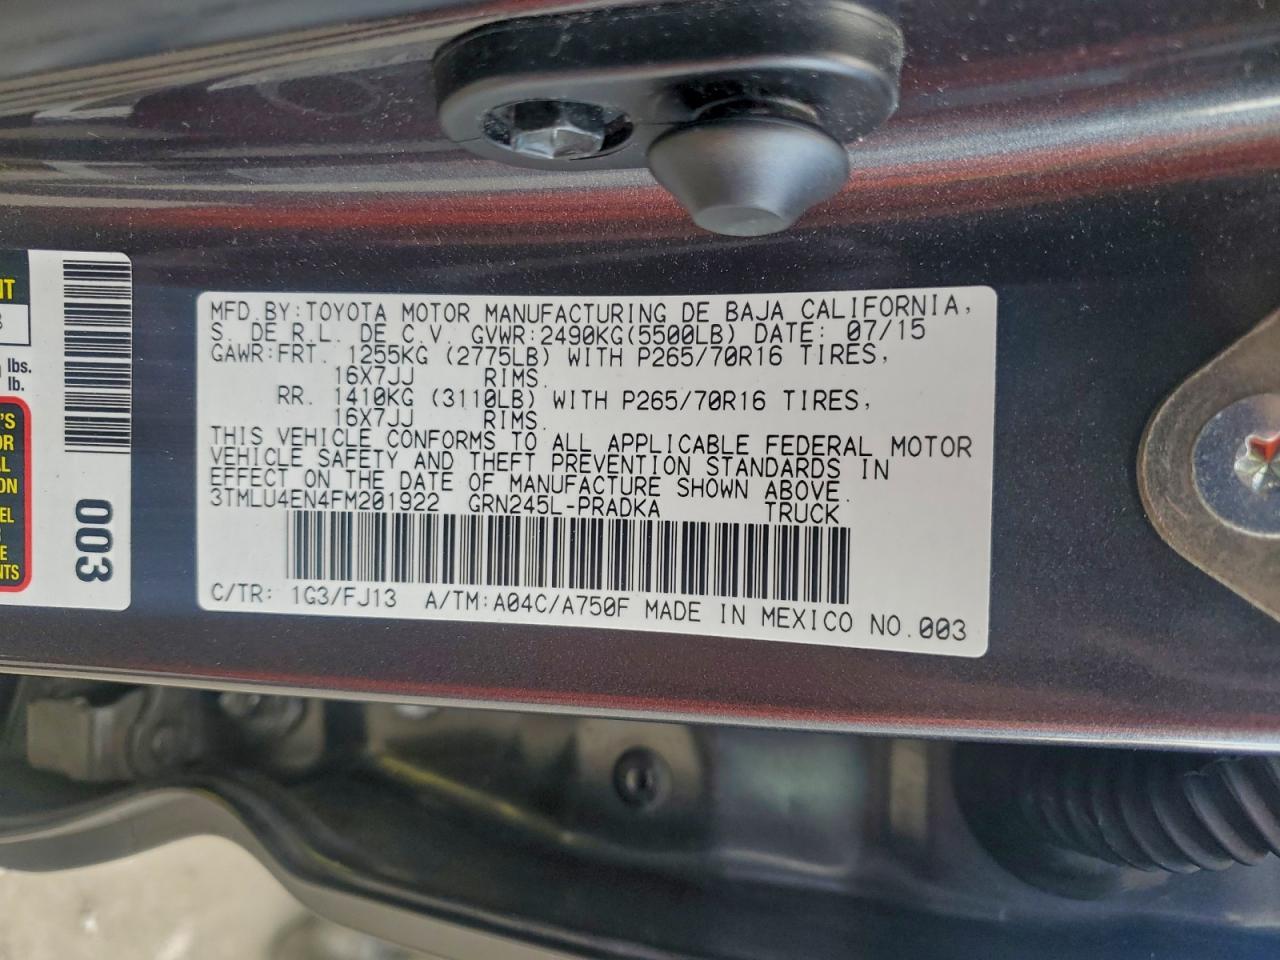 MFD.BY:TOYOTA MOTOR MANUFACTURING DE BAJA CALIFORNIA,
S. DE R.L. DE C.V. GVWR:2490KG(5500LB) DATE: 07/15
GAWR:FRT. 1255KG (2775LB) WITH P265/70R16 TIRES,
16X7JJ RIMS.
RR. 1410KG (3110LB) WITH P265/70R16 TIRES,
16X7JJ RIMS.
THIS VEHICLE CONFORMS TO ALL APPLICABLE FEDERAL MOTOR
VEHICLE SAFETY AND THEFT PREVENTION STANDARDS IN
EFFECT ON THE DATE OF MANUFACTURE SHOWN ABOVE.
3TMLU4EN4FM201922 GRN245L-PRADKA TRUCK
C/TR: 1G3/FJ13 A/TM:A04C/A750F MADE IN MEXICO NO.003
lbs.
lb.
003